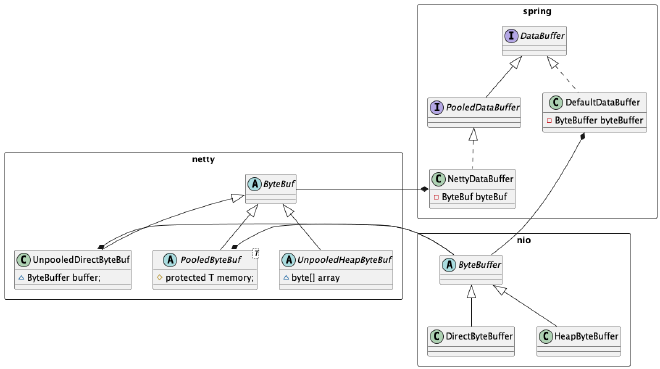 spring
I DataBuffer
I PooledDataBuffer
C DefaultDataBuffer
ByteBuffer byteBuffer
netty
A ByteBuf
C NettyDataBuffer
ByteBuf byteBuf
C UnpooledDirectByteBuf
ByteBuffer buffer;
A PooledByteBuf T
protected T memory;
A UnpooledHeapByteBuf
byte[] array
nio
A ByteBuffer
C DirectByteBuffer
C HeapByteBuffer